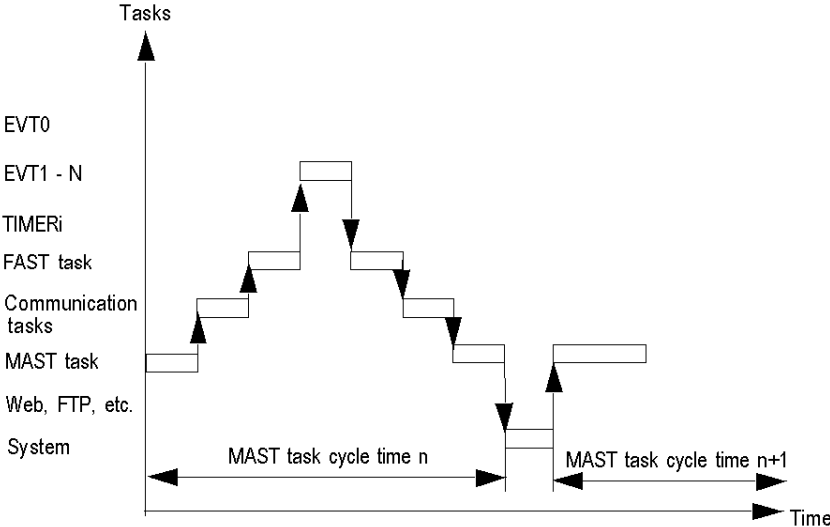 Tasks
EVT0
EVT1 - N
TIMERi
FAST task
Communication
tasks
MAST task
Web, FTP, etc.
System
MAST task cycle time n
MAST task cycle time n+1
Time